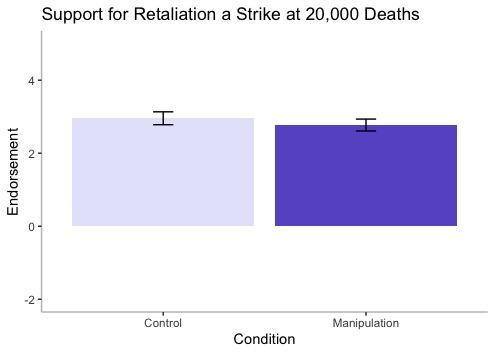 Support for Retaliation a Strike at 20,000 Deaths
4
2
0
-2
Endorsement
Control
Manipulation
Condition